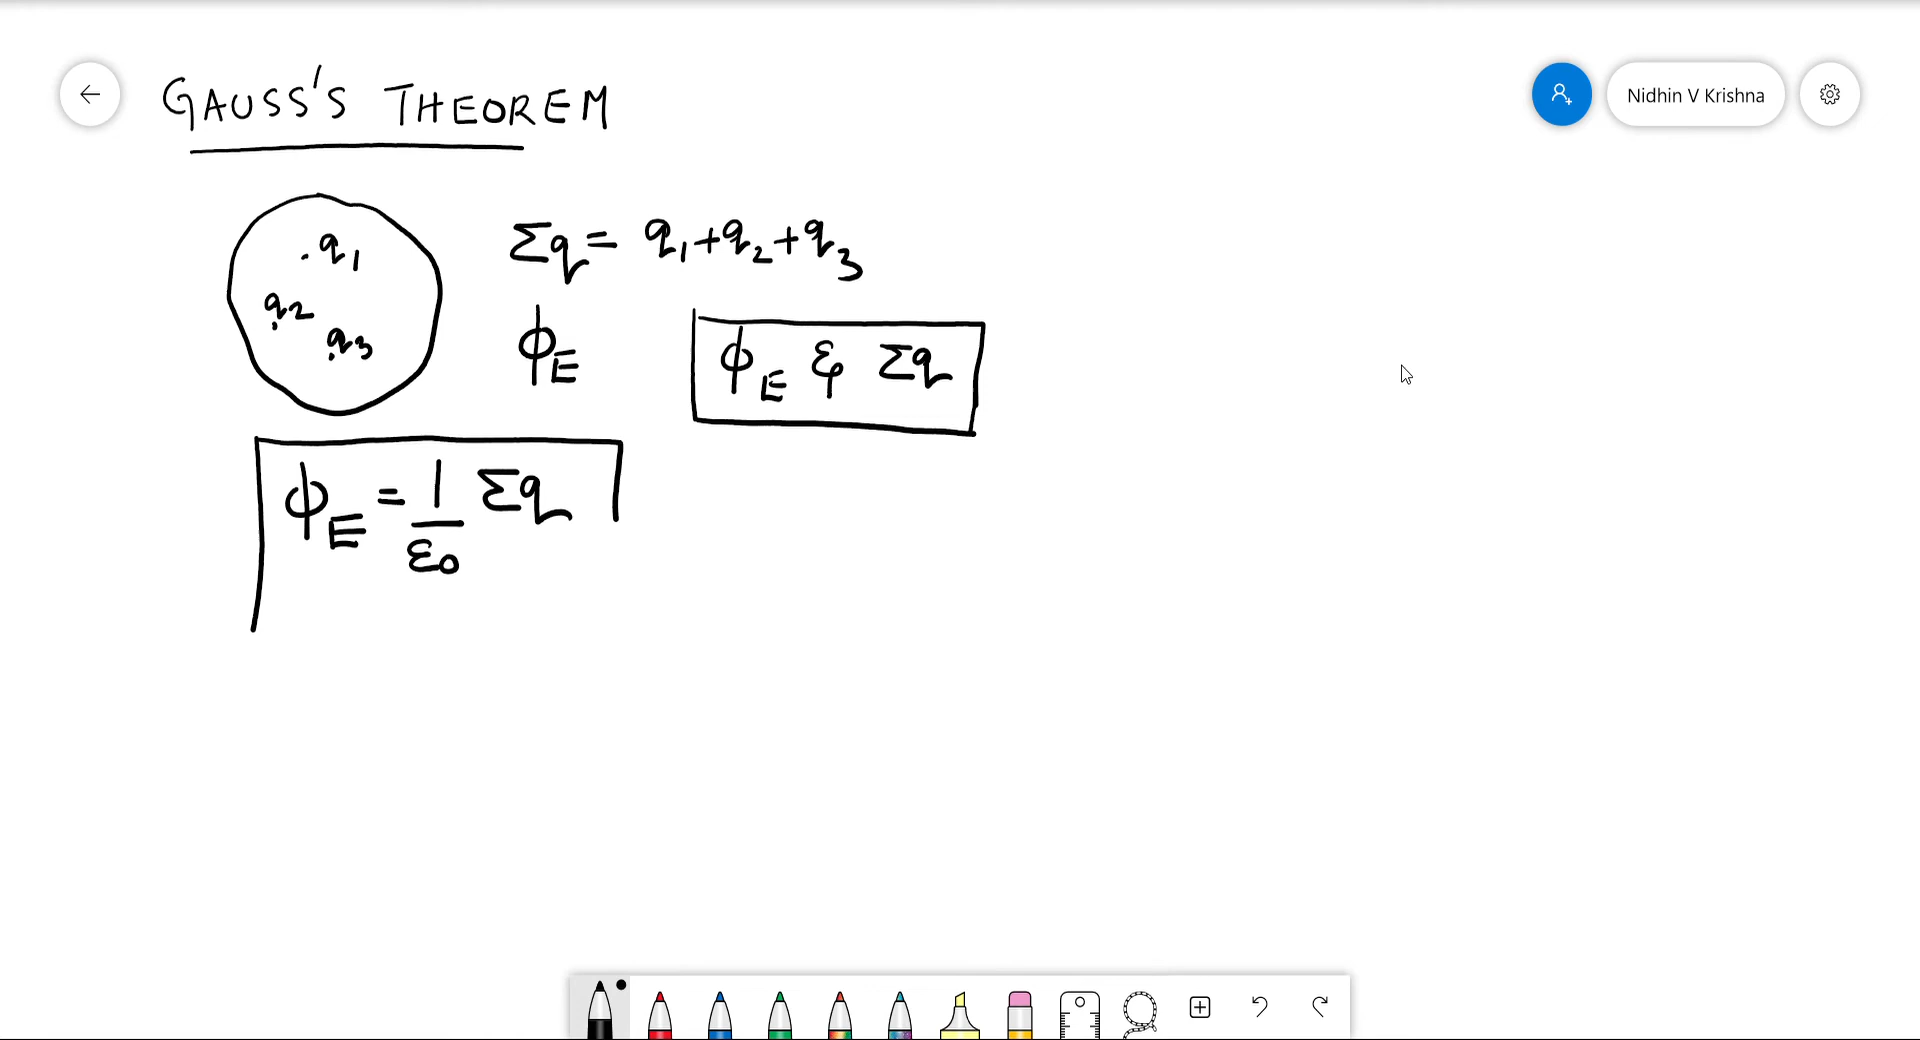 GAUSS'S THEOREM
Nidhin V Krishna
.q1
q2
q3
Σq = q1+q2+q3
ϕE
ϕE & Σq
ϕE = 1/ε0 Σq